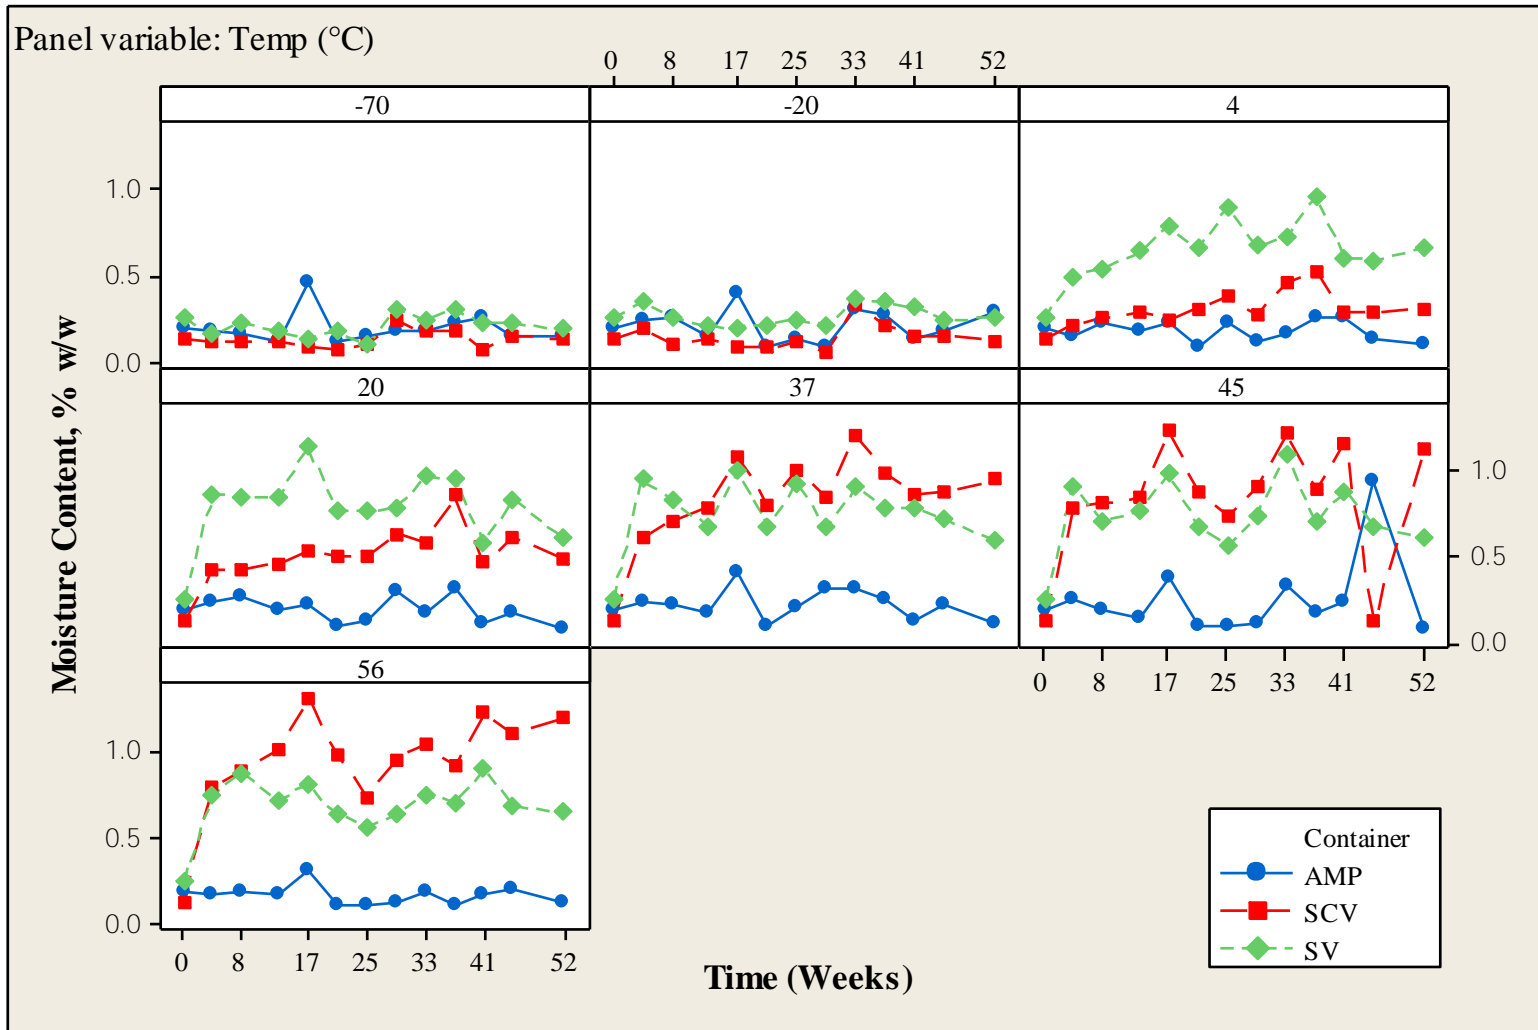 Panel variable: Temp (°C)
0 8 17 25 33 41 52
-70 -20 4
1.0
0.5
0.0
20 37 45
1.0
0.5
0.0
0 8 17 25 33 41 52
56
1.0
0.5
0.0
0 8 17 25 33 41 52
Moisture Content, % w/w
Time (Weeks)
Container
AMP
SCV
SV